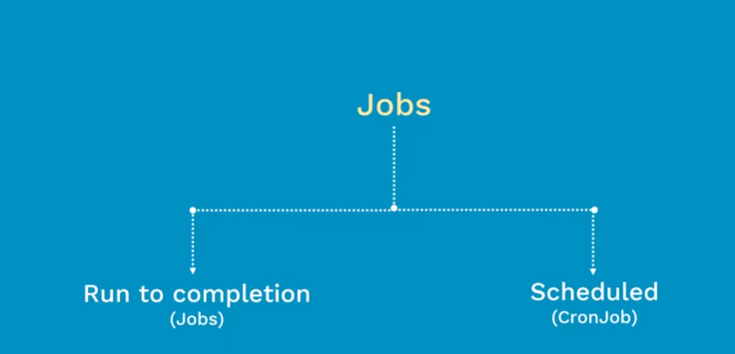 Jobs
Run to completion
(Jobs)
Scheduled
(CronJob)